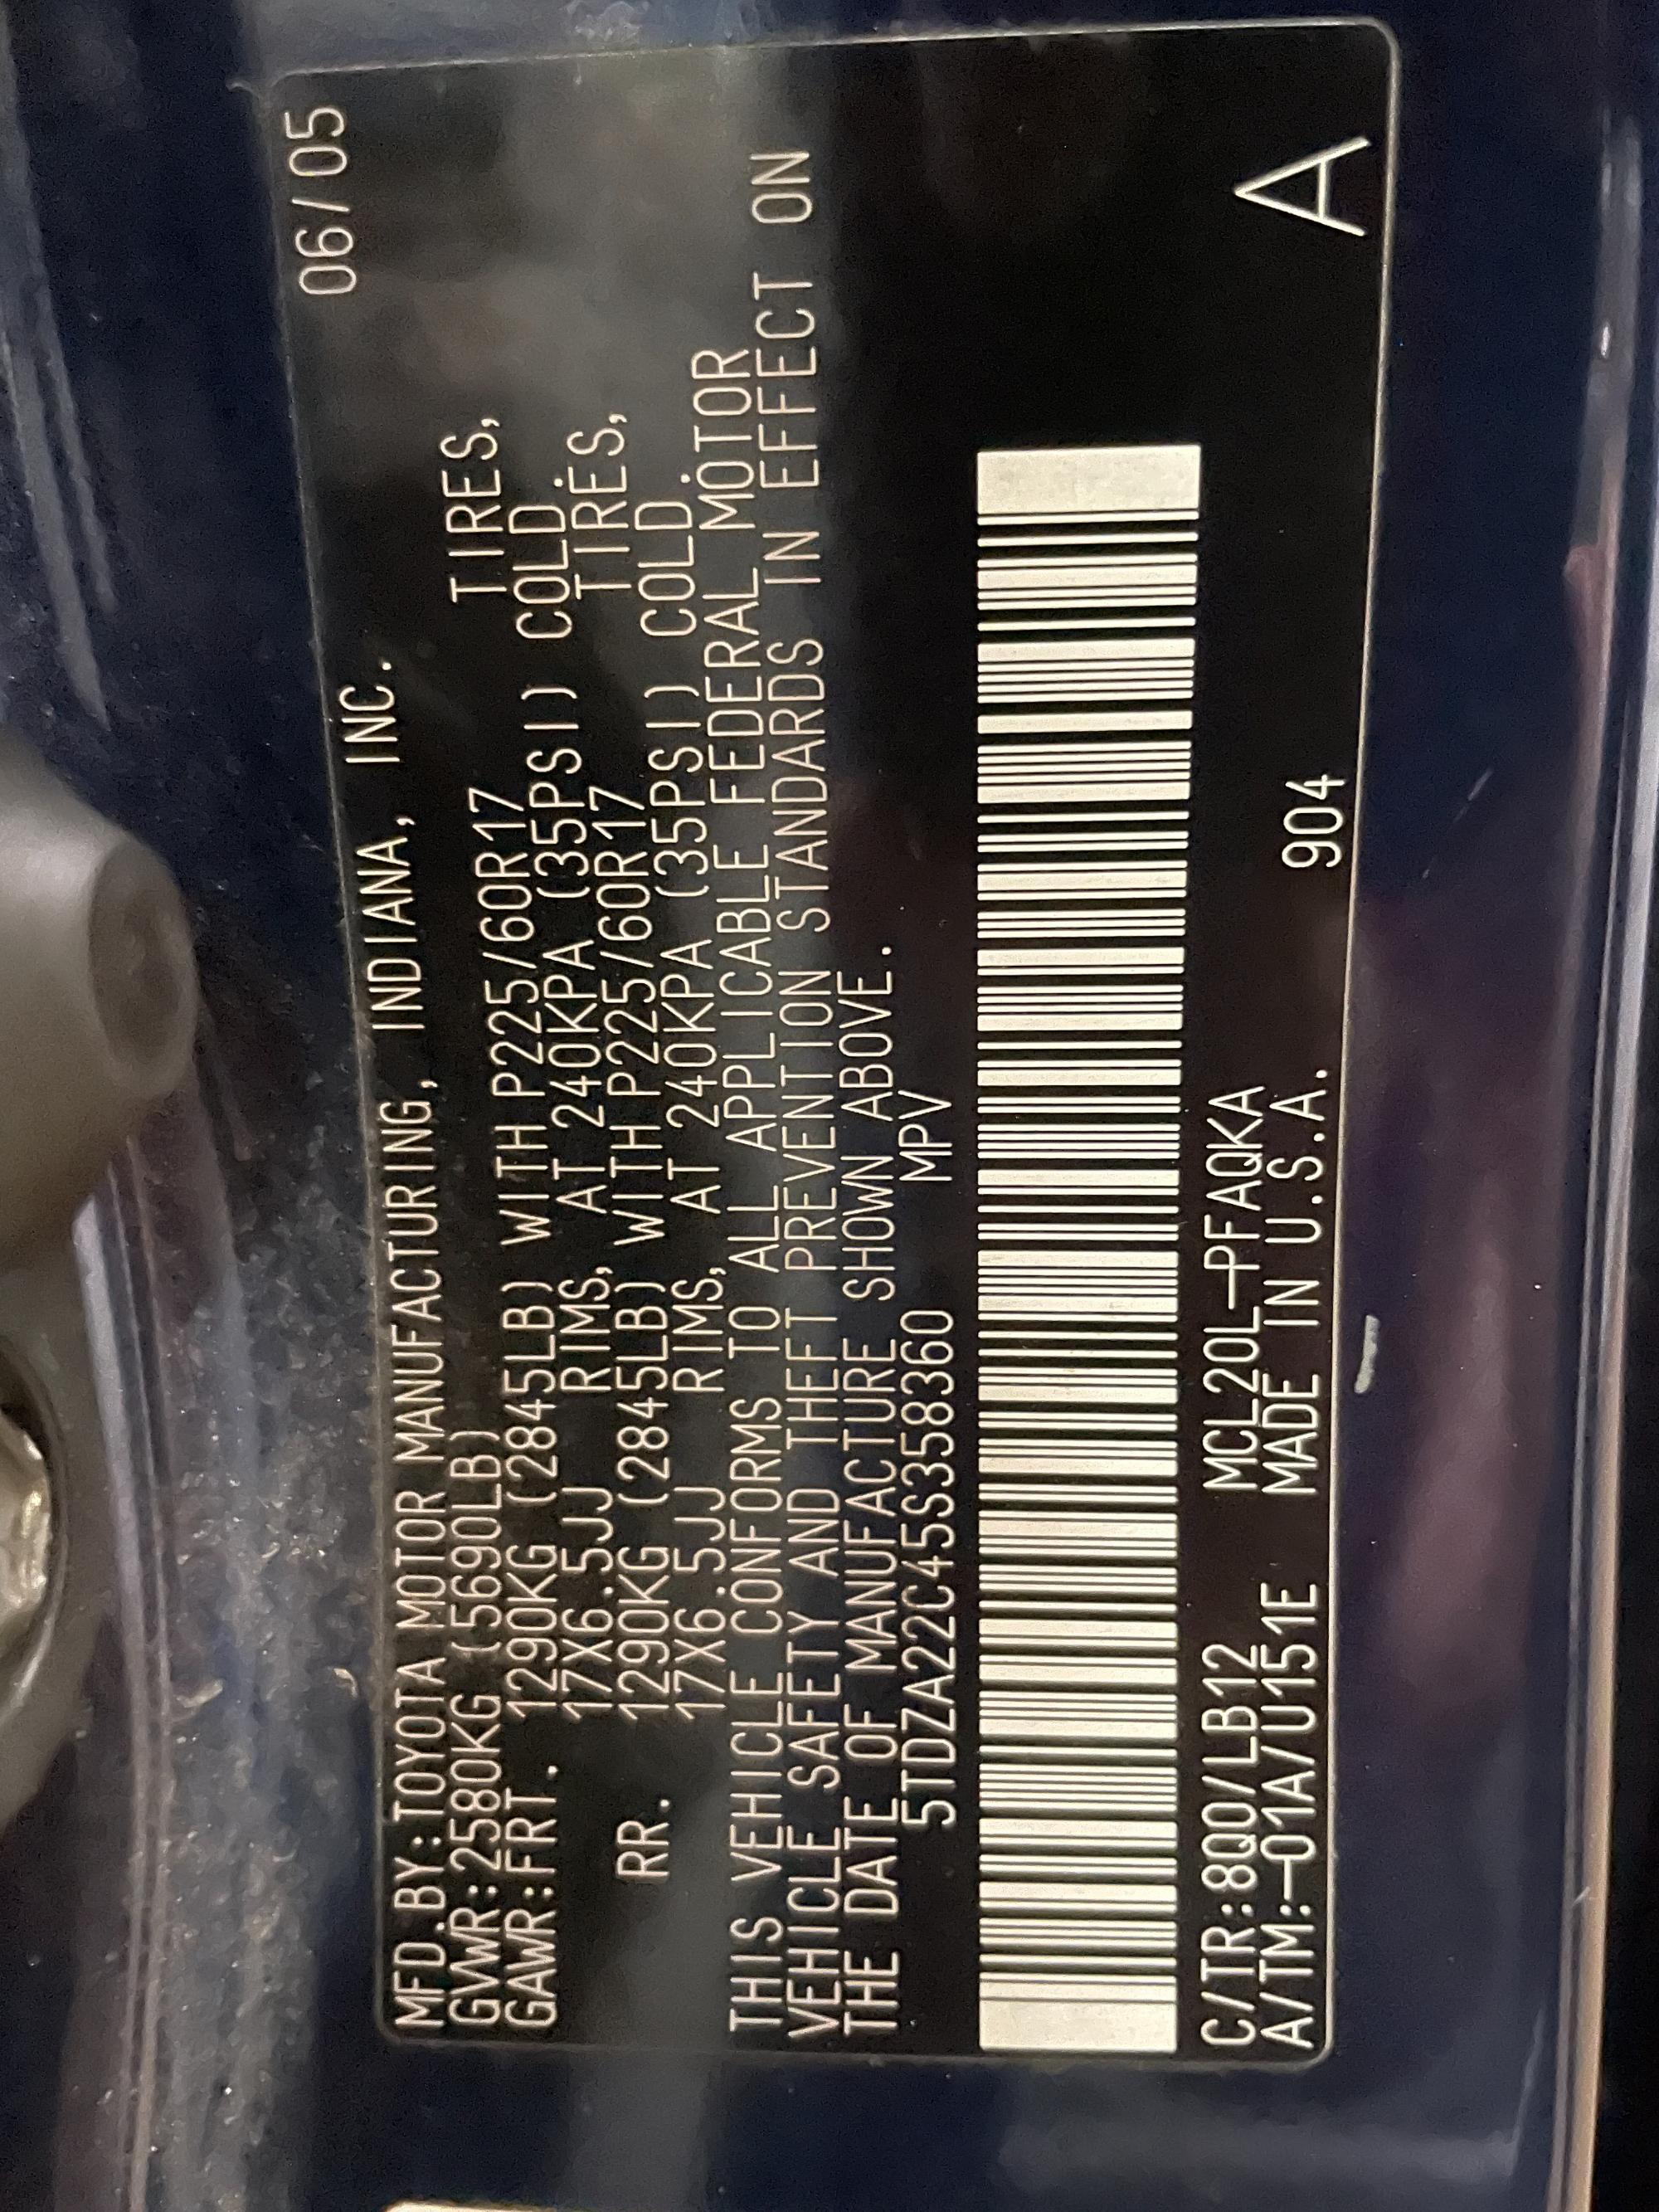 06/05
MFD.BY:TOYOTA MOTOR MANUFACTURING, INDIANA, INC.
GVWR:2580KG (5690LB)
GAWR:FRT. 1290KG (2845LB) WITH P225/60R17 TIRES,
17X6.5JJ RIMS, AT 240KPA (35PSI) COLD.
RR. 1290KG (2845LB) WITH P225/60R17 TIRES,
17X6.5JJ RIMS, AT 240KPA (35PSI) COLD.
THIS VEHICLE CONFORMS TO ALL APPLICABLE FEDERAL MOTOR
VEHICLE SAFETY AND THEFT PREVENTION STANDARDS IN EFFECT ON
THE DATE OF MANUFACTURE SHOWN ABOVE.
5TDZA22C45S358360 MPV
C/TR:8Q0/LB12 MCL20L-PFAQKA
A/TM:-01A/U151E MADE IN U.S.A. 904
A